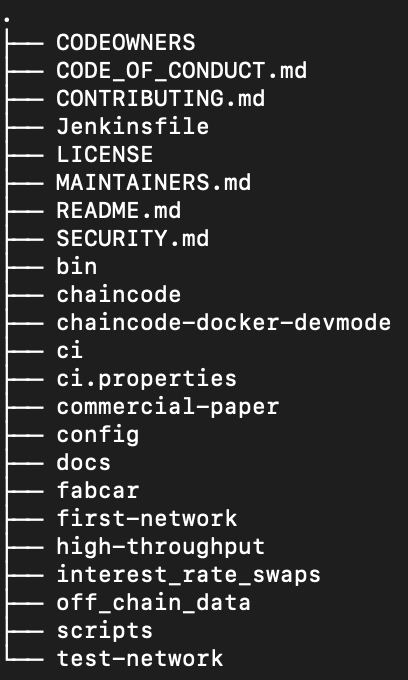 .
├── CODEOWNERS
├── CODE_OF_CONDUCT.md
├── CONTRIBUTING.md
├── Jenkinsfile
├── LICENSE
├── MAINTAINERS.md
├── README.md
├── SECURITY.md
├── bin
├── chaincode
├── chaincode-docker-devmode
├── ci
├── ci.properties
├── commercial-paper
├── config
├── docs
├── fabcar
├── first-network
├── high-throughput
├── interest_rate_swaps
├── off_chain_data
├── scripts
└── test-network